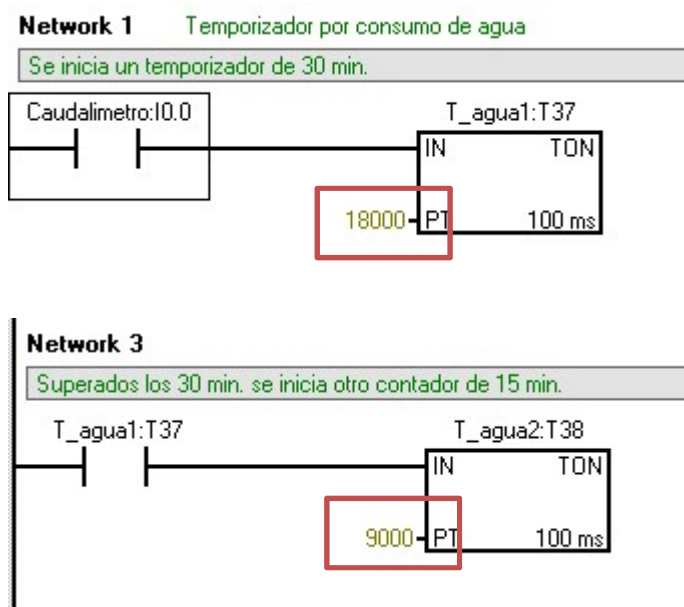 Network 1 Temporizador por consumo de agua
Se inicia un temporizador de 30 min.
Caudalimetro:I0.0 T_agua1:T37
IN TON
18000 PT 100 ms
Network 3
Superados los 30 min. se inicia otro contador de 15 min.
T_agua1:T37 T_agua2:T38
IN TON
9000 PT 100 ms